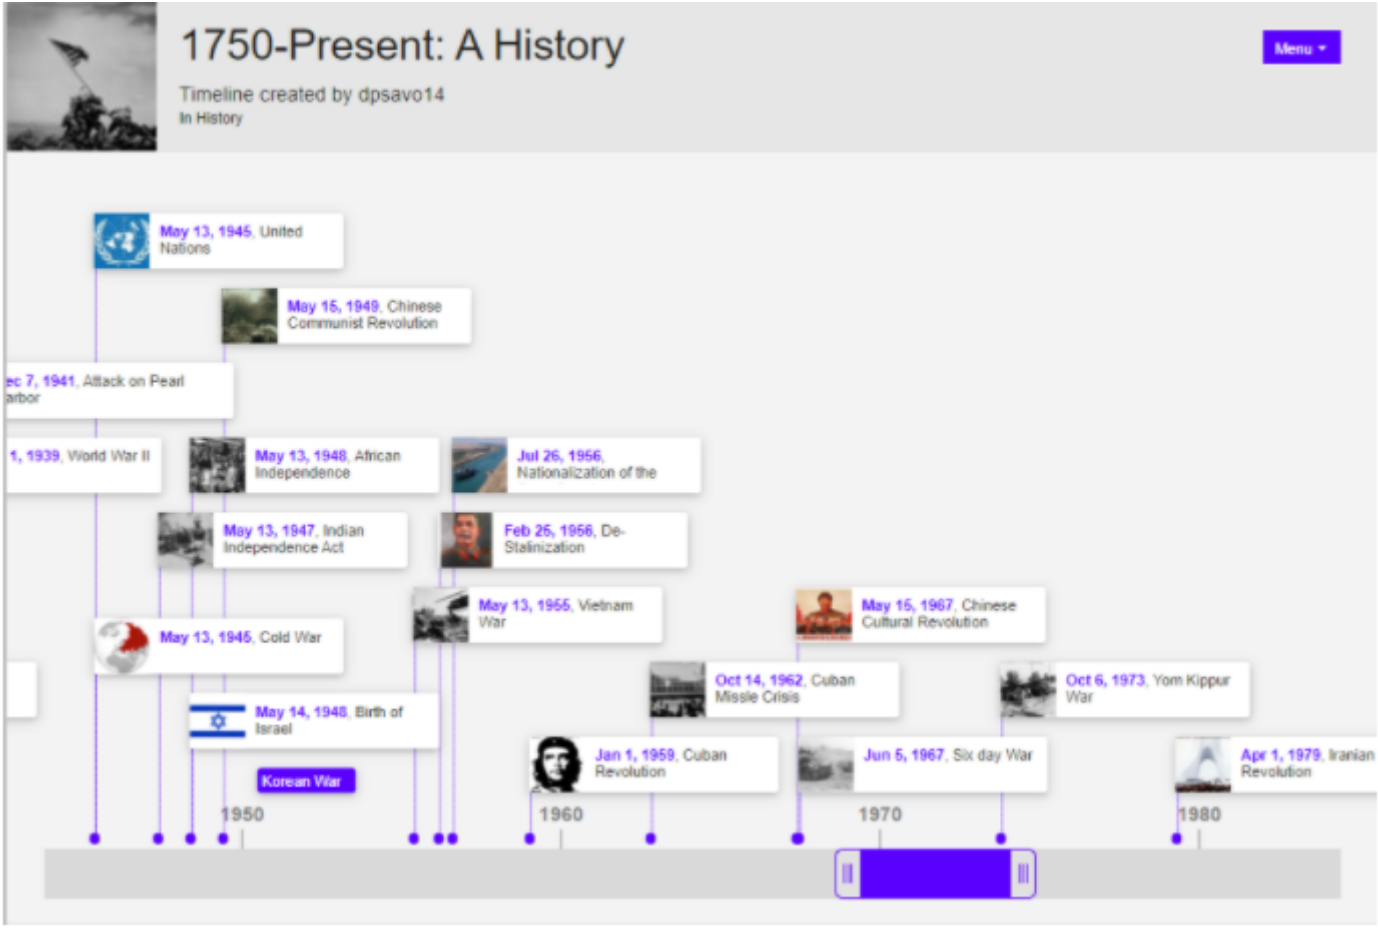 1750-Present: A History
Menu
Timeline created by dpsavo14
In History
May 13, 1945, United
Nations
May 15, 1949, Chinese
Communist Revolution
ec 7, 1941, Attack on Pearl
arbor
1, 1939, World War II
May 13, 1948, African
Independence
Jul 26, 1956,
Nationalization of the
May 13, 1947, Indian
Independence Act
Feb 25, 1956, De-
Stalinization
May 13, 1955, Vietnam
War
May 15, 1967, Chinese
Cultural Revolution
May 13, 1945, Cold War
Oct 14, 1962, Cuban
Missle Crisis
Oct 6, 1973, Yom Kippur
War
May 14, 1948, Birth of
Israel
Jan 1, 1959, Cuban
Revolution
Jun 5, 1967, Six day War
Apr 1, 1979, Iranian
Revolution
Korean War
1950
1960
1970
1980